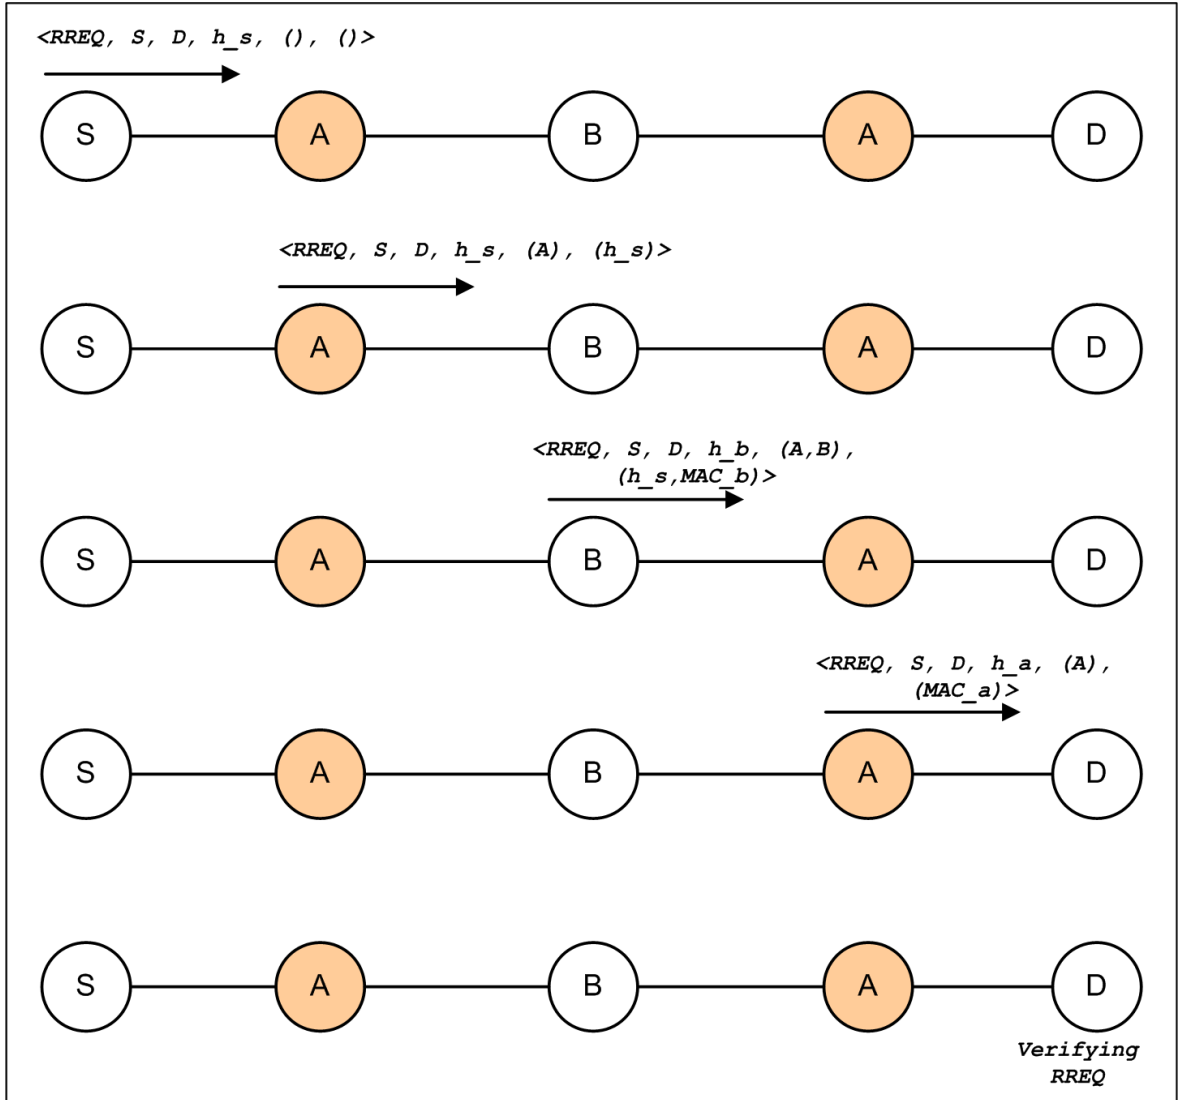 <RREQ, S, D, h_s, (), ()>
S A B A D
<RREQ, S, D, h_s, (A), (h_s)>
S A B A D
<RREQ, S, D, h_b, (A,B),
(h_s,MAC_b)>
S A B A D
<RREQ, S, D, h_a, (A),
(MAC_a)>
S A B A D
S A B A D
Verifying
RREQ